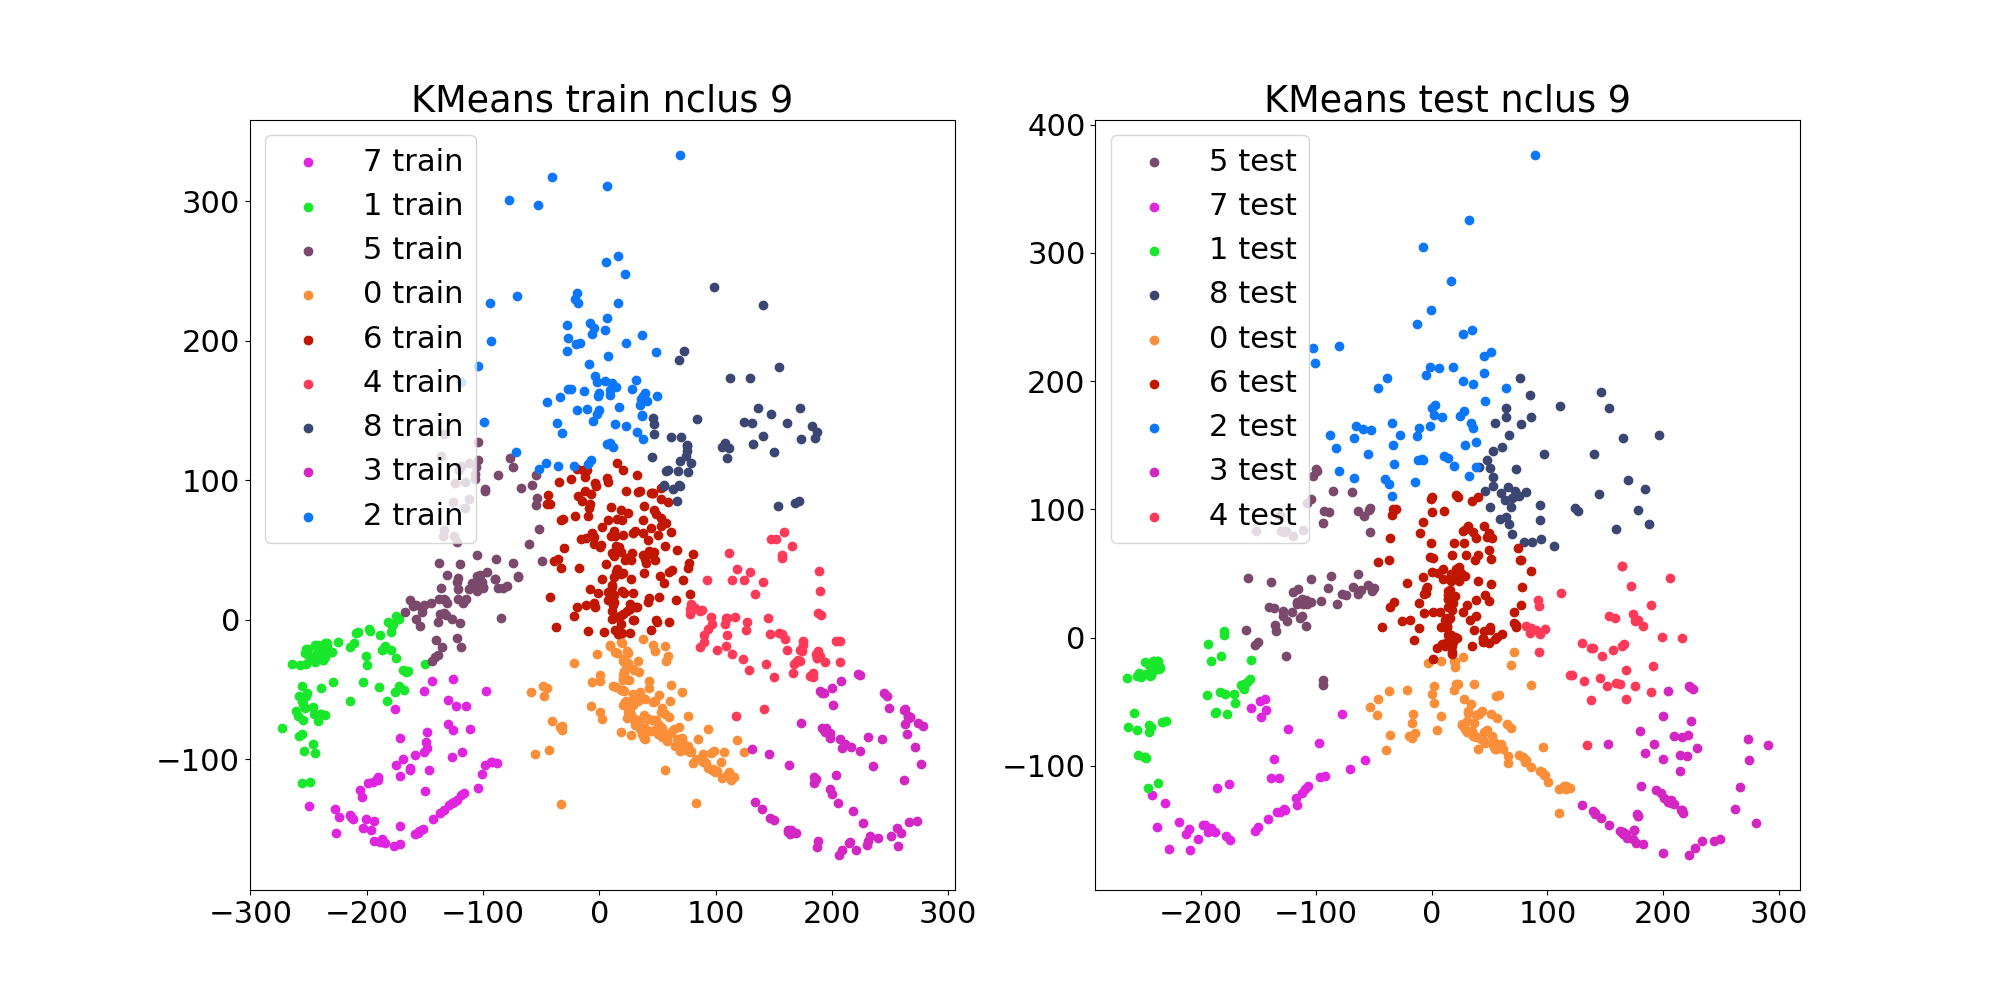 KMeans train nclus 9
7 train
1 train
5 train
0 train
6 train
4 train
8 train
3 train
2 train
300
200
100
0
−100
−300
−200
−100
0
100
200
300
KMeans test nclus 9
5 test
7 test
1 test
8 test
0 test
6 test
2 test
3 test
4 test
400
300
200
100
0
−100
−200
−100
0
100
200
300